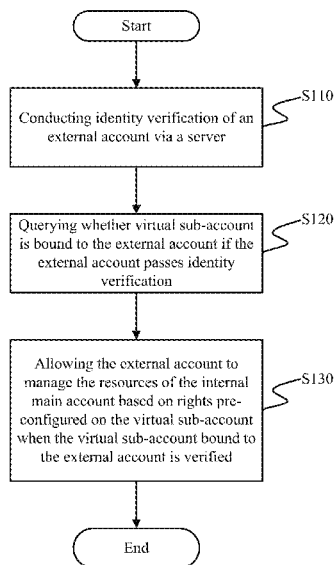 Start
S110
Conducting identity verification of an
external account via a server
S120
Querying whether virtual sub-account
is bound to the external account if the
external account passes identity
verification
S130
Allowing the external account to
manage the resources of the internal
main account based on rights pre-
configured on the virtual sub-account
when the virtual sub-account bound to
the external account is verified
End